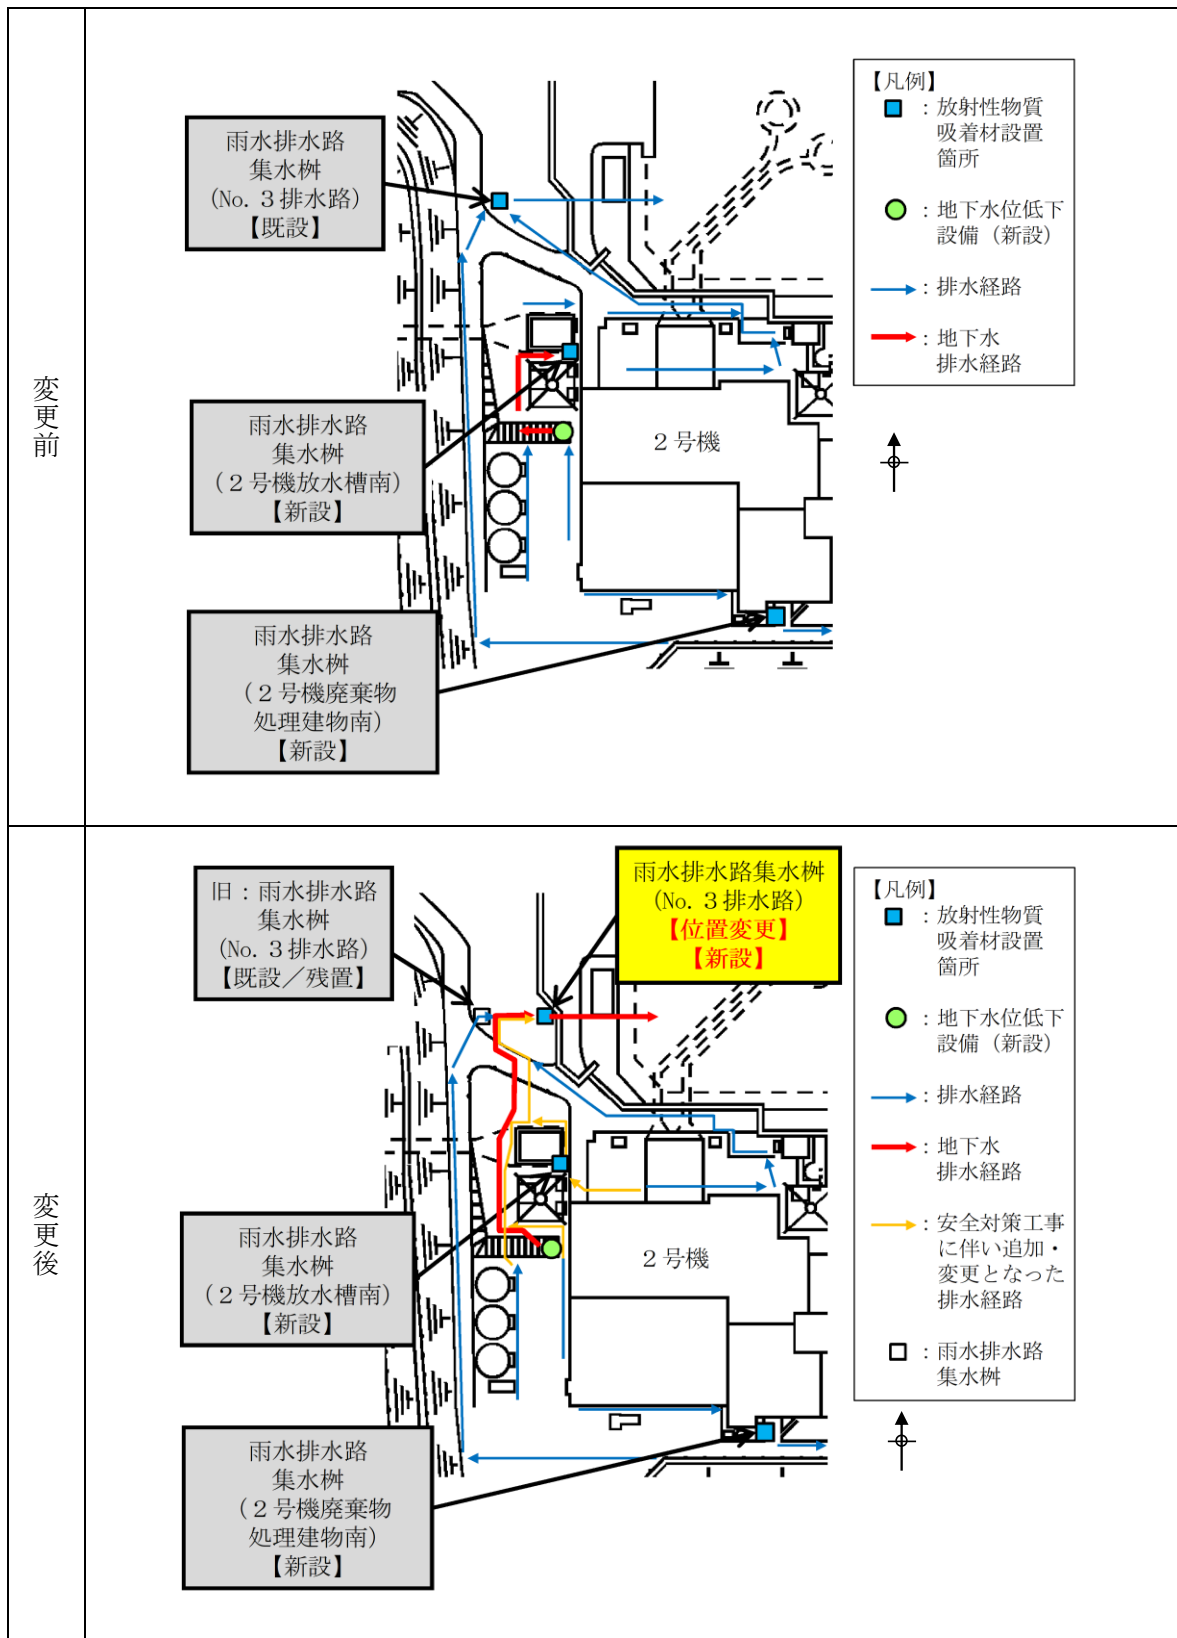 変更前
雨水排水路
集水桝
(No. 3排水路)
【既設】
雨水排水路
集水桝
（２号機放水槽南）
【新設】
雨水排水路
集水桝
（２号機廃棄物
処理建物南）
【新設】
２号機
【凡例】
：放射性物質
吸着材設置
箇所
：地下水位低下
設備（新設）
：排水経路
：地下水
排水経路
変更後
旧：雨水排水路
集水桝
(No. 3排水路)
【既設／残置】
雨水排水路集水桝
(No. 3排水路)
【位置変更】
【新設】
雨水排水路
集水桝
（２号機放水槽南）
【新設】
雨水排水路
集水桝
（２号機廃棄物
処理建物南）
【新設】
２号機
【凡例】
：放射性物質
吸着材設置
箇所
：地下水位低下
設備（新設）
：排水経路
：地下水
排水経路
：安全対策工事
に伴い追加・
変更となった
排水経路
：雨水排水路
集水桝